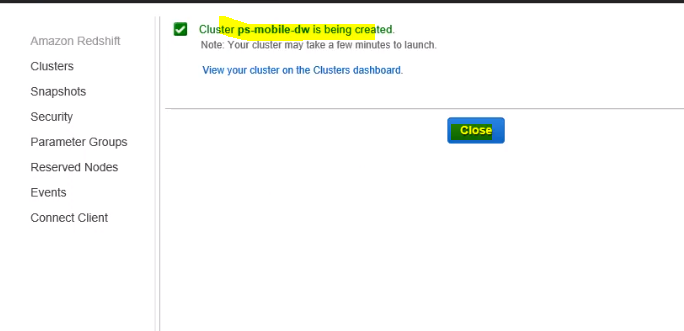 Amazon Redshift
Clusters
Snapshots
Security
Parameter Groups
Reserved Nodes
Events
Connect Client
Cluster ps-mobile-dw is being created.
Note: Your cluster may take a few minutes to launch.
View your cluster on the Clusters dashboard.
Close